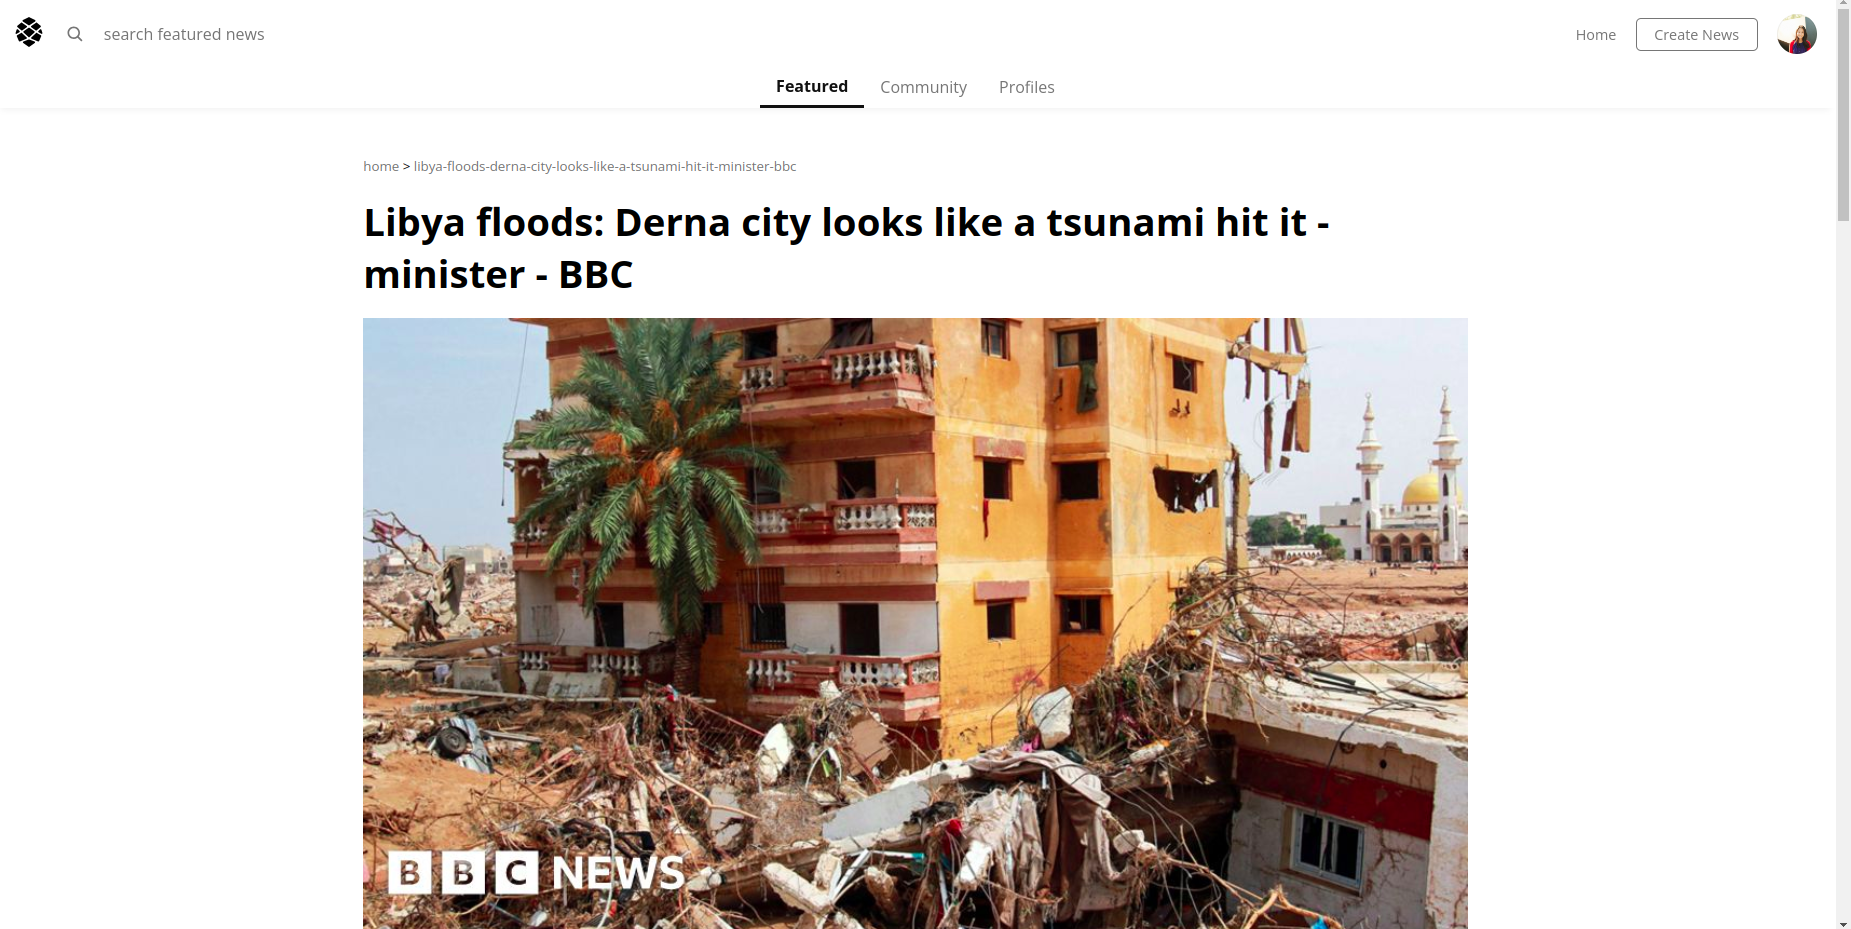 search featured news
Home
Create News
Featured
Community
Profiles
home > libya-floods-derna-city-looks-like-a-tsunami-hit-it-minister-bbc
Libya floods: Derna city looks like a tsunami hit it -
minister - BBC
BBC NEWS